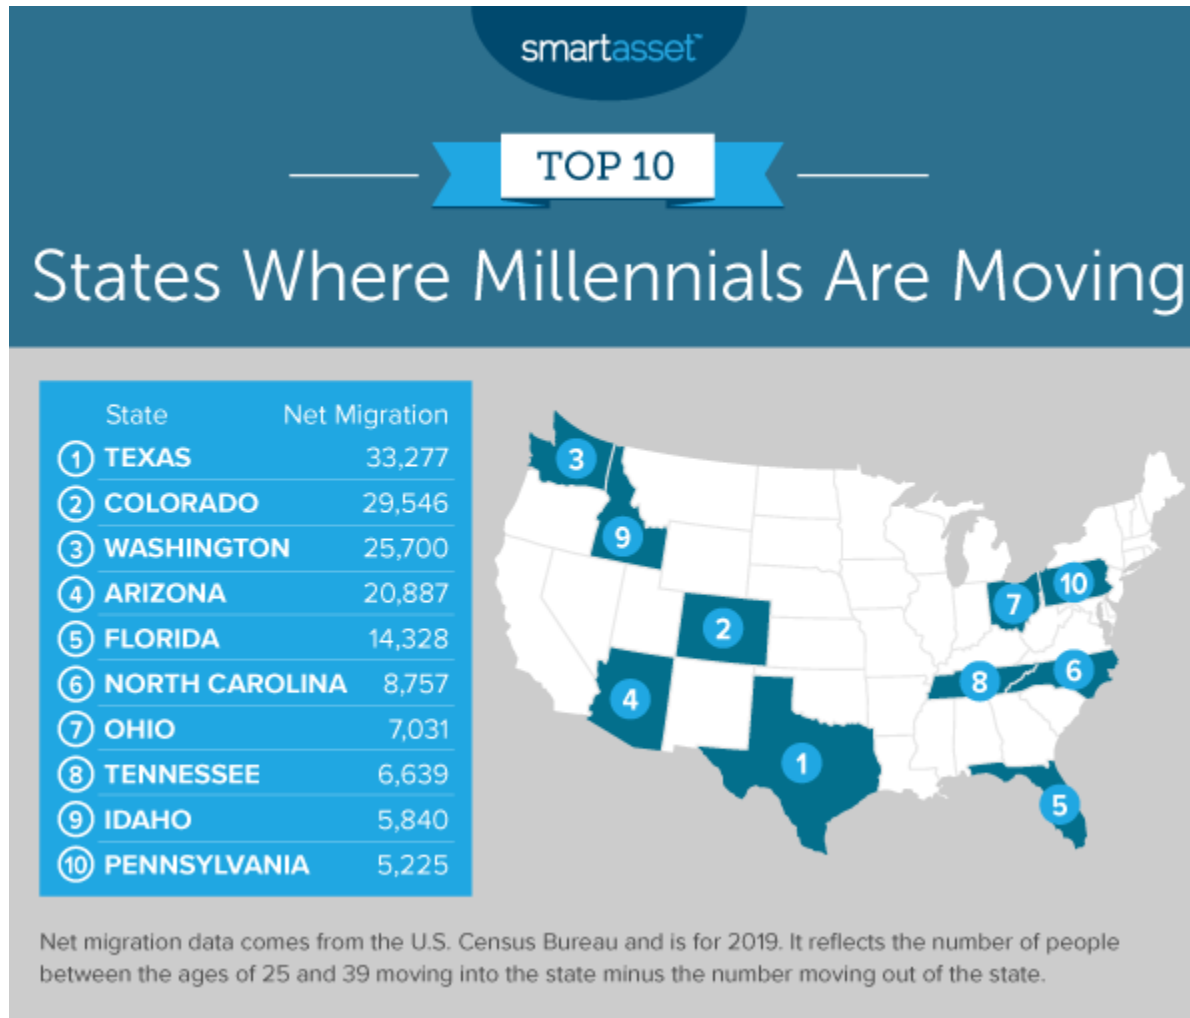 smartasset™
TOP 10
States Where Millennials Are Moving
State Net Migration
1 TEXAS 33,277
2 COLORADO 29,546
3 WASHINGTON 25,700
4 ARIZONA 20,887
5 FLORIDA 14,328
6 NORTH CAROLINA 8,757
7 OHIO 7,031
8 TENNESSEE 6,639
9 IDAHO 5,840
10 PENNSYLVANIA 5,225
3
9
10
7
2
6
8
4
1
5
Net migration data comes from the U.S. Census Bureau and is for 2019. It reflects the number of people
between the ages of 25 and 39 moving into the state minus the number moving out of the state.